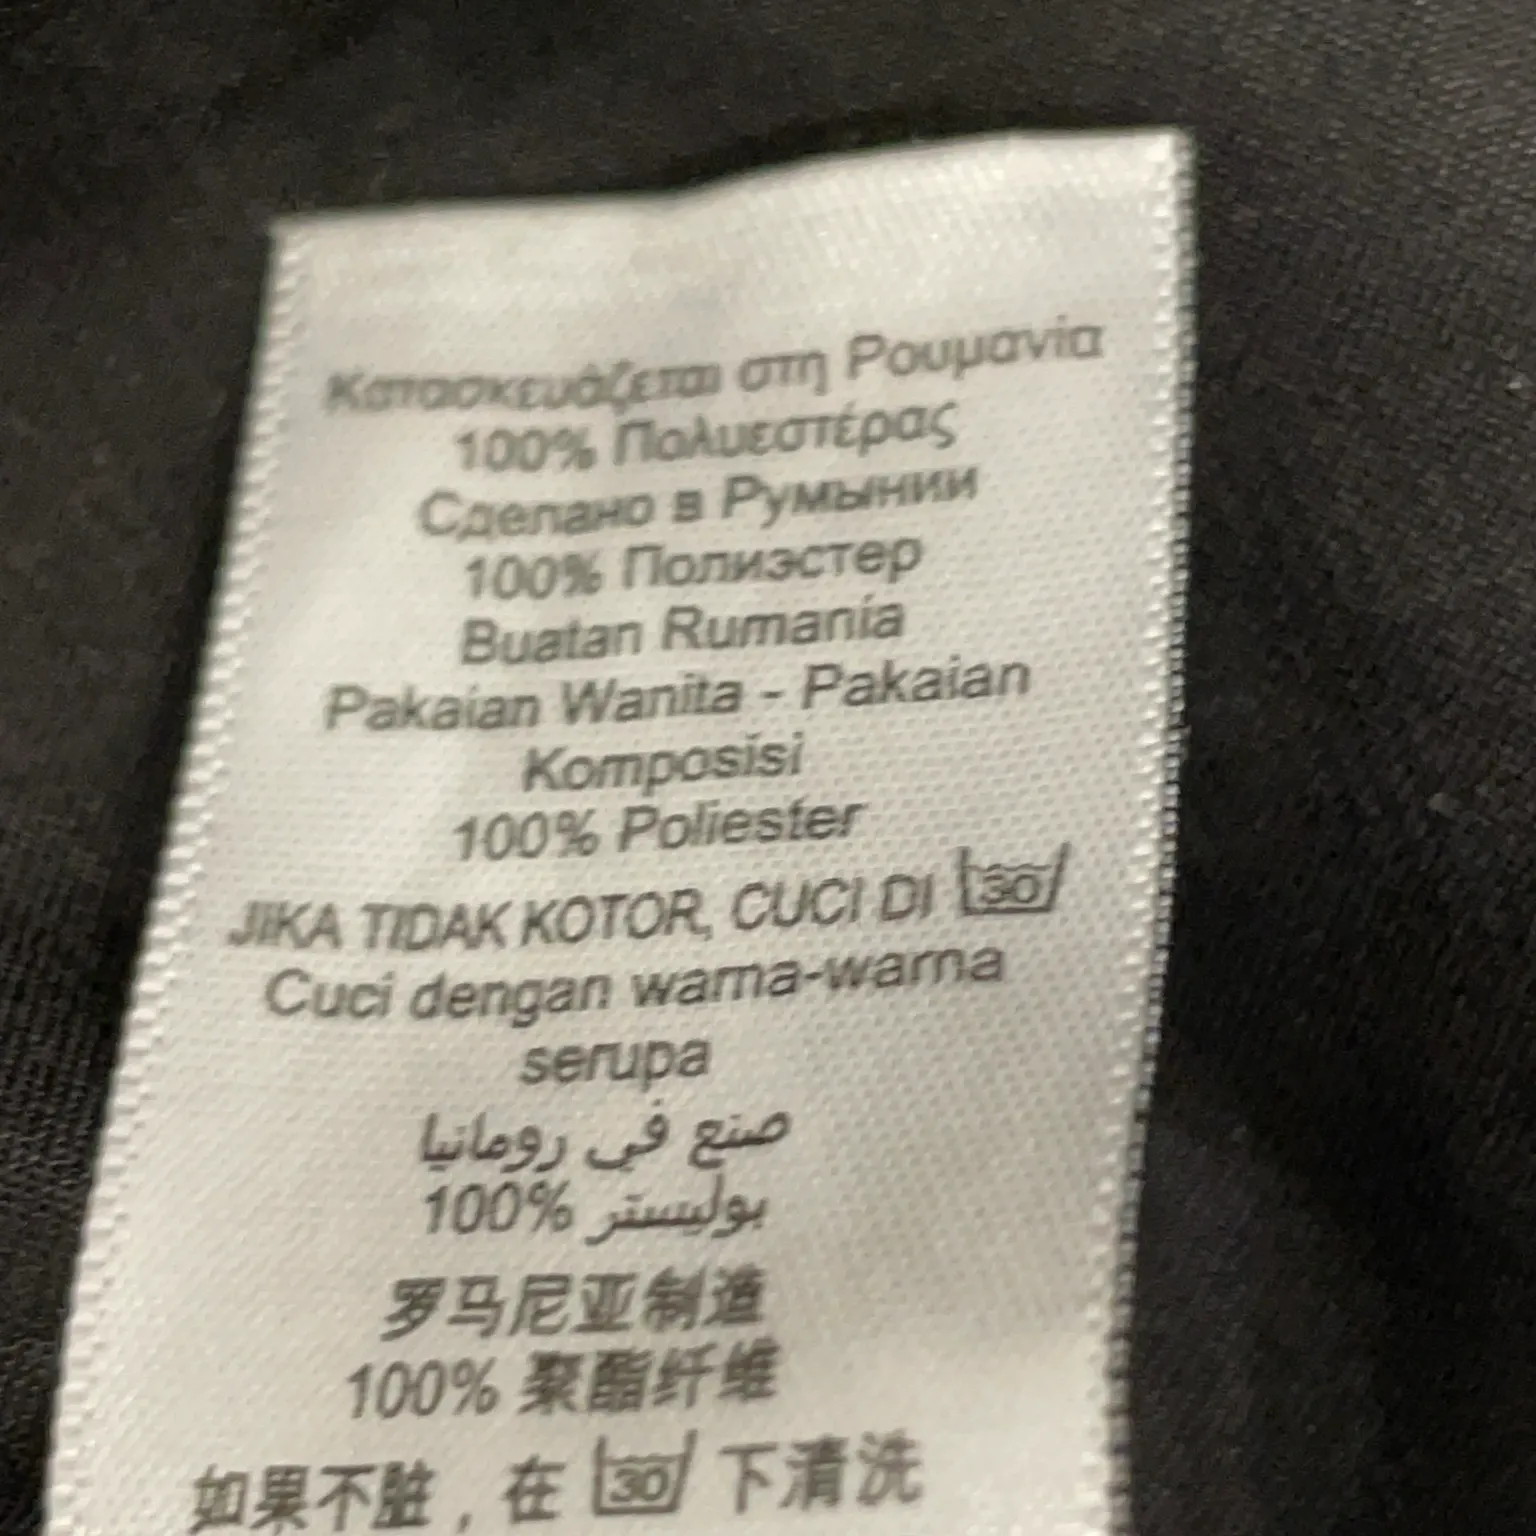 Κατασκευάζεται στη Ρουμανία
100% Πολυεστέρας
Сделано в Румынии
100% Полиэстер
Buatan Rumania
Pakaian Wanita - Pakaian
Komposisi
100% Poliester
JIKA TIDAK KOTOR, CUCI DI 30
Cuci dengan warna-warna
serupa
صنع في رومانيا
100% بوليستر
罗马尼亚制造
100% 聚酯纤维
如果不脏，在 30 下清洗